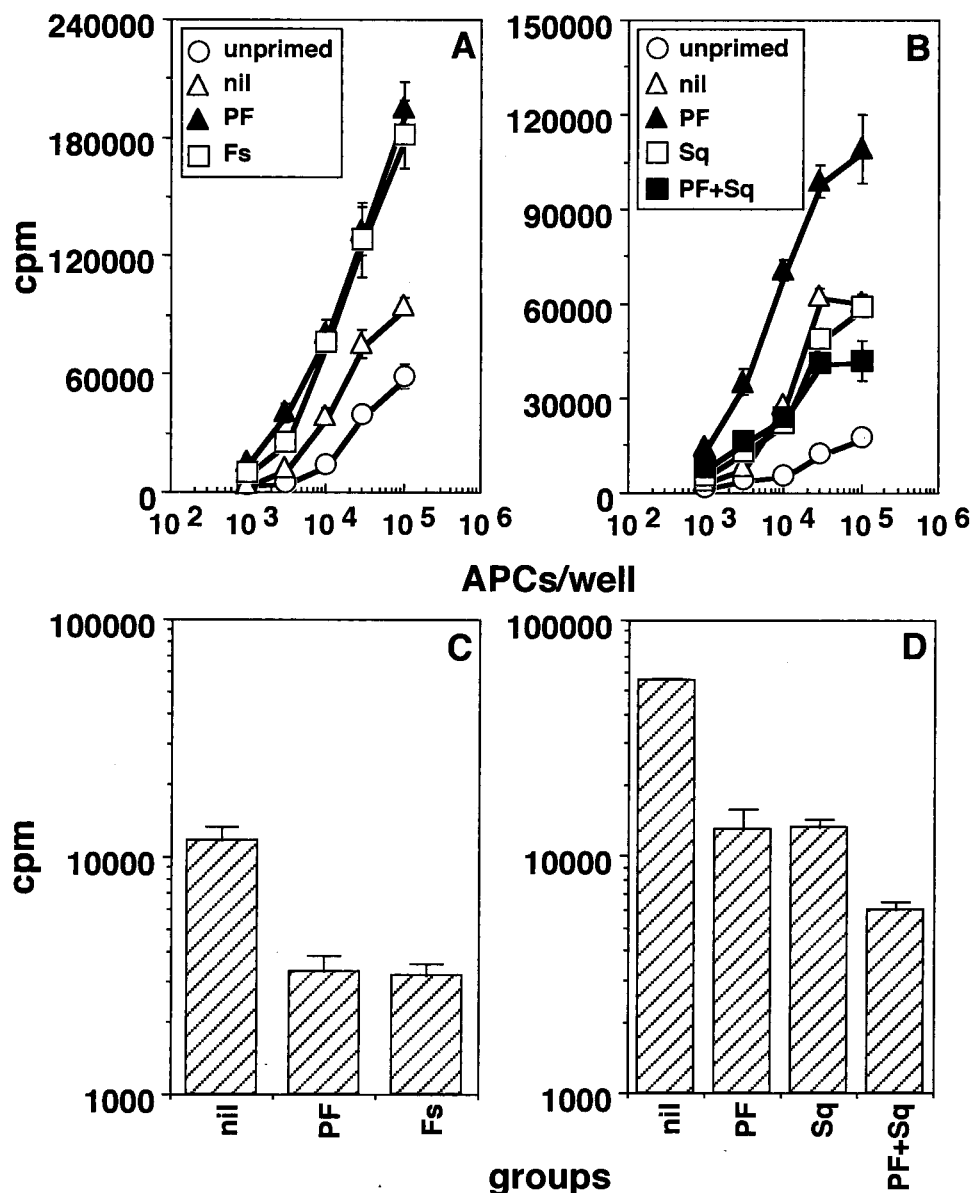 A
unprimed
nil
PF
Fs
240000
180000
120000
60000
0
cpm
10 2 10 3 10 4 10 5 10 6
B
unprimed
nil
PF
Sq
PF+Sq
150000
120000
90000
60000
30000
0
10 2 10 3 10 4 10 5 10 6
APCs/well
C
100000
10000
1000
cpm
nil
PF
Fs
D
100000
10000
1000
nil
PF
Sq
PF+Sq
groups